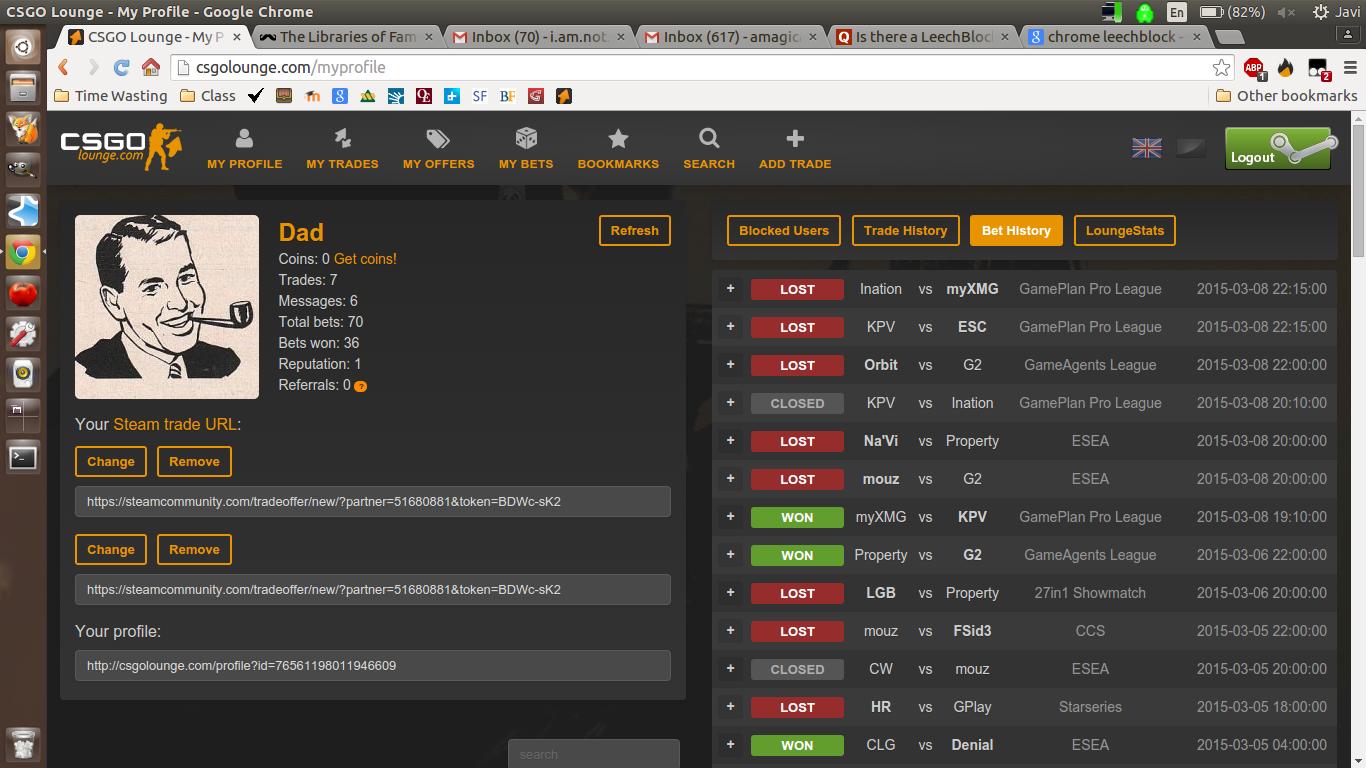 CSGO Lounge - My Profile - Google Chrome
En (82%) Javi
CSGO Lounge - My P
The Libraries of Fam
Inbox (70) - i.am.not.
Inbox (617) - amagic
Is there a LeechBloc
chrome leechblock -
csgolounge.com/myprofile
ABP 1 2
Time Wasting Class SF BF Other bookmarks
CSGO
lounge.com
MY PROFILE MY TRADES MY OFFERS MY BETS BOOKMARKS SEARCH ADD TRADE
Logout
Dad
Refresh
Coins: 0 Get coins!
Trades: 7
Messages: 6
Total bets: 70
Bets won: 36
Reputation: 1
Referrals: 0 ?
Your Steam trade URL:
Change Remove
https://steamcommunity.com/tradeoffer/new/?partner=51680881&token=BDWc-sK2
Change Remove
https://steamcommunity.com/tradeoffer/new/?partner=51680881&token=BDWc-sK2
Your profile:
http://csgolounge.com/profile?id=76561198011946609
search
Blocked Users Trade History Bet History LoungeStats
+ LOST Ination vs myXMG GamePlan Pro League 2015-03-08 22:15:00
+ LOST KPV vs ESC GamePlan Pro League 2015-03-08 22:15:00
+ LOST Orbit vs G2 GameAgents League 2015-03-08 22:00:00
+ CLOSED KPV vs Ination GamePlan Pro League 2015-03-08 20:10:00
+ LOST Na'Vi vs Property ESEA 2015-03-08 20:00:00
+ LOST mouz vs G2 ESEA 2015-03-08 20:00:00
+ WON myXMG vs KPV GamePlan Pro League 2015-03-08 19:10:00
+ WON Property vs G2 GameAgents League 2015-03-06 22:00:00
+ LOST LGB vs Property 27in1 Showmatch 2015-03-06 20:00:00
+ LOST mouz vs FSid3 CCS 2015-03-05 22:00:00
+ CLOSED CW vs mouz ESEA 2015-03-05 20:00:00
+ LOST HR vs GPlay Starseries 2015-03-05 18:00:00
+ WON CLG vs Denial ESEA 2015-03-05 04:00:00